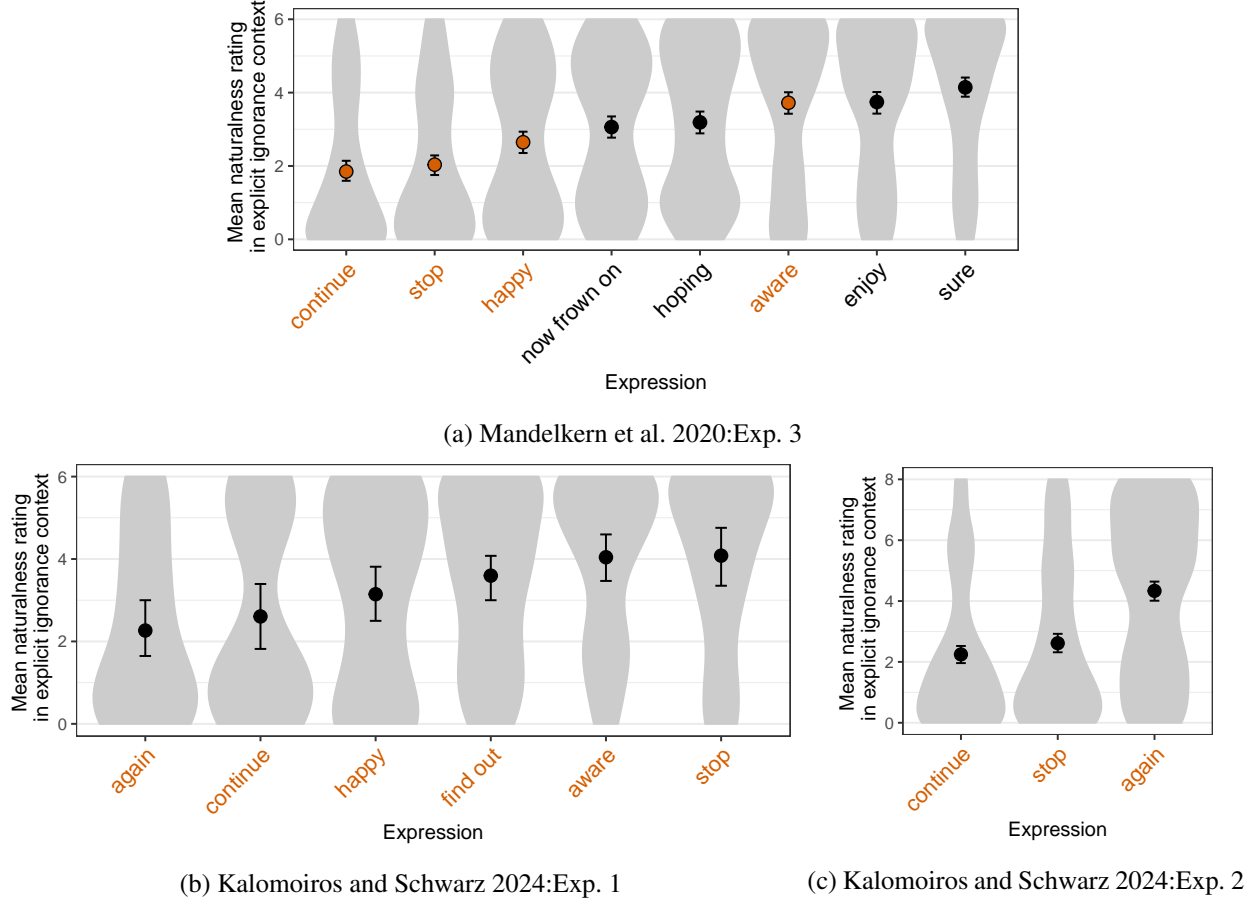 Mean naturalness rating
in explicit ignorance context
6
4
2
0
continue
stop
happy
now frown on
hoping
aware
enjoy
sure
Expression
(a) Mandelkern et al. 2020:Exp. 3
Mean naturalness rating
in explicit ignorance context
6
4
2
0
again
continue
happy
find out
aware
stop
Expression
(b) Kalomoiros and Schwarz 2024:Exp. 1
Mean naturalness rating
in explicit ignorance context
8
6
4
2
0
continue
stop
again
Expression
(c) Kalomoiros and Schwarz 2024:Exp. 2